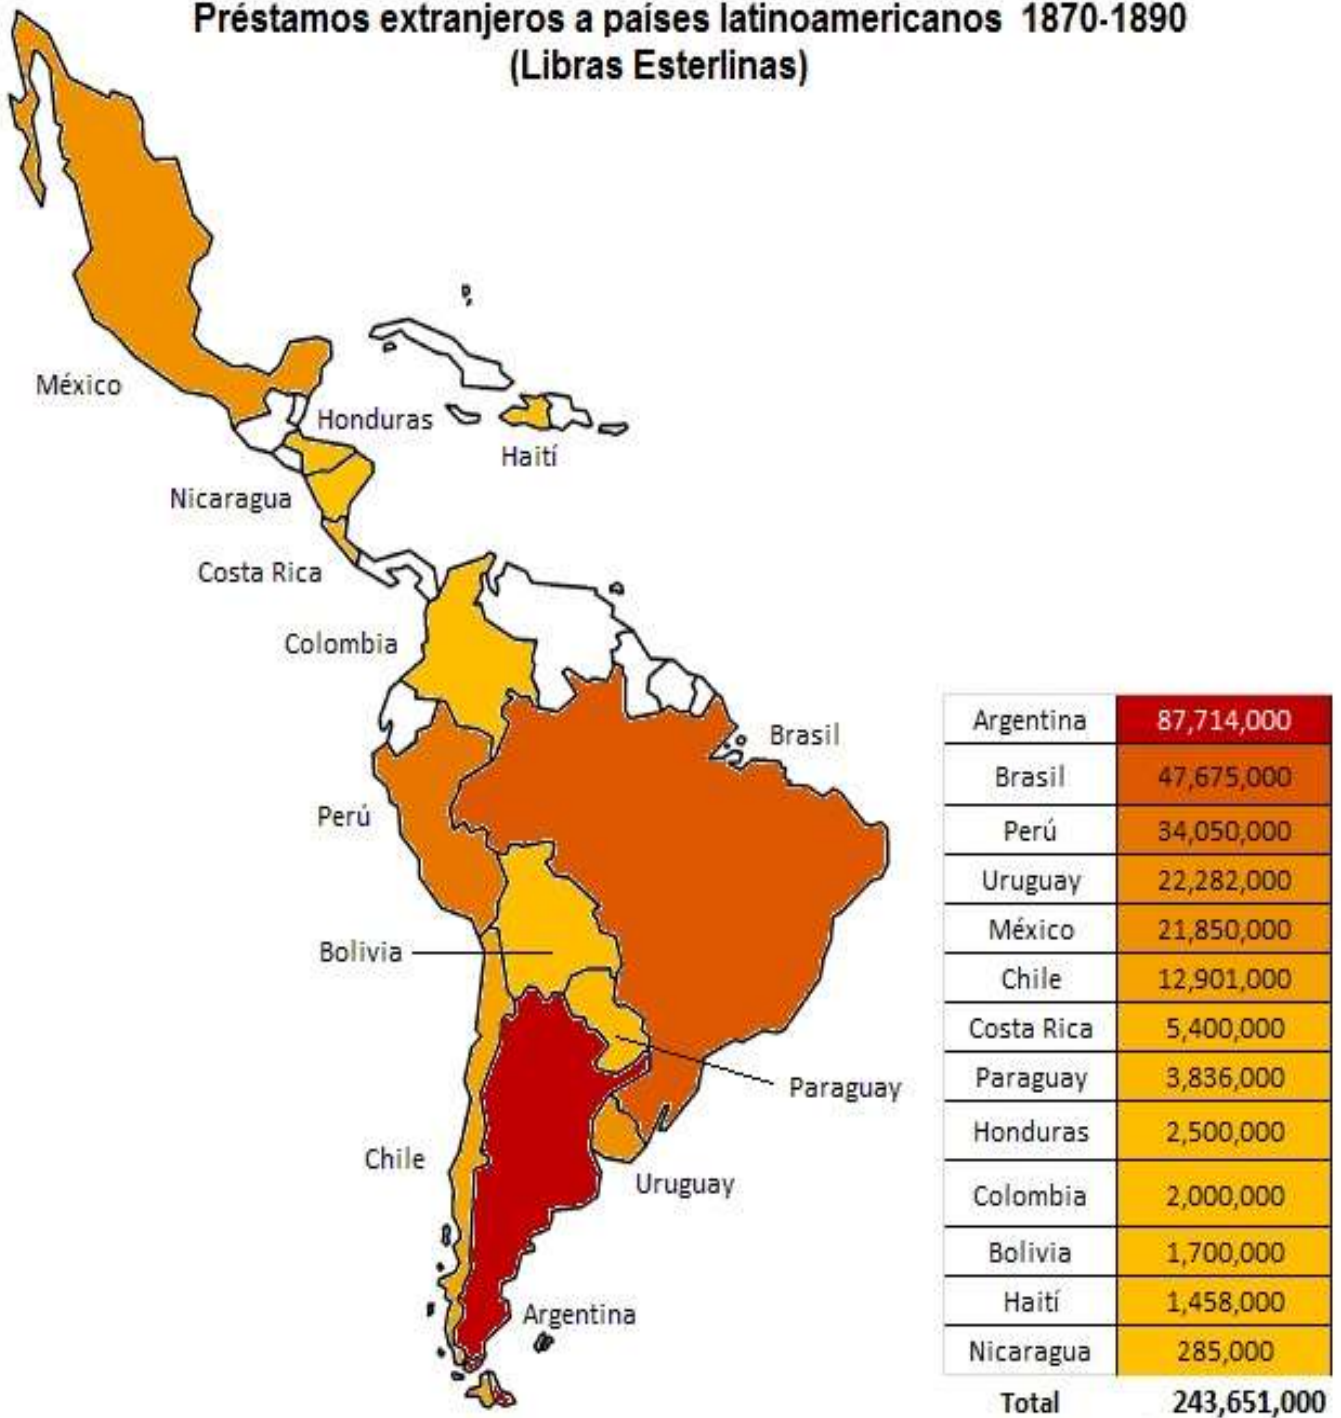 Préstamos extranjeros a países latinoamericanos 1870-1890
(Libras Esterlinas)
México
Honduras
Haití
Nicaragua
Costa Rica
Colombia
Brasil
Perú
Bolivia
Paraguay
Chile
Uruguay
Argentina
Argentina 87,714,000
Brasil 47,675,000
Perú 34,050,000
Uruguay 22,282,000
México 21,850,000
Chile 12,901,000
Costa Rica 5,400,000
Paraguay 3,836,000
Honduras 2,500,000
Colombia 2,000,000
Bolivia 1,700,000
Haití 1,458,000
Nicaragua 285,000
Total 243,651,000